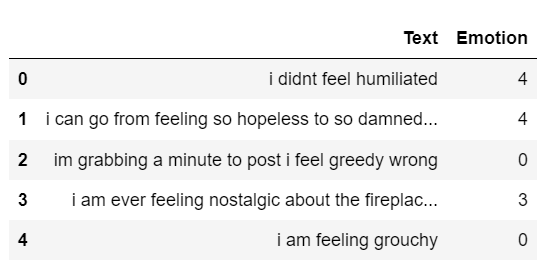 Text Emotion
0 i didnt feel humiliated 4
1 i can go from feeling so hopeless to so damned... 4
2 im grabbing a minute to post i feel greedy wrong 0
3 i am ever feeling nostalgic about the fireplac... 3
4 i am feeling grouchy 0